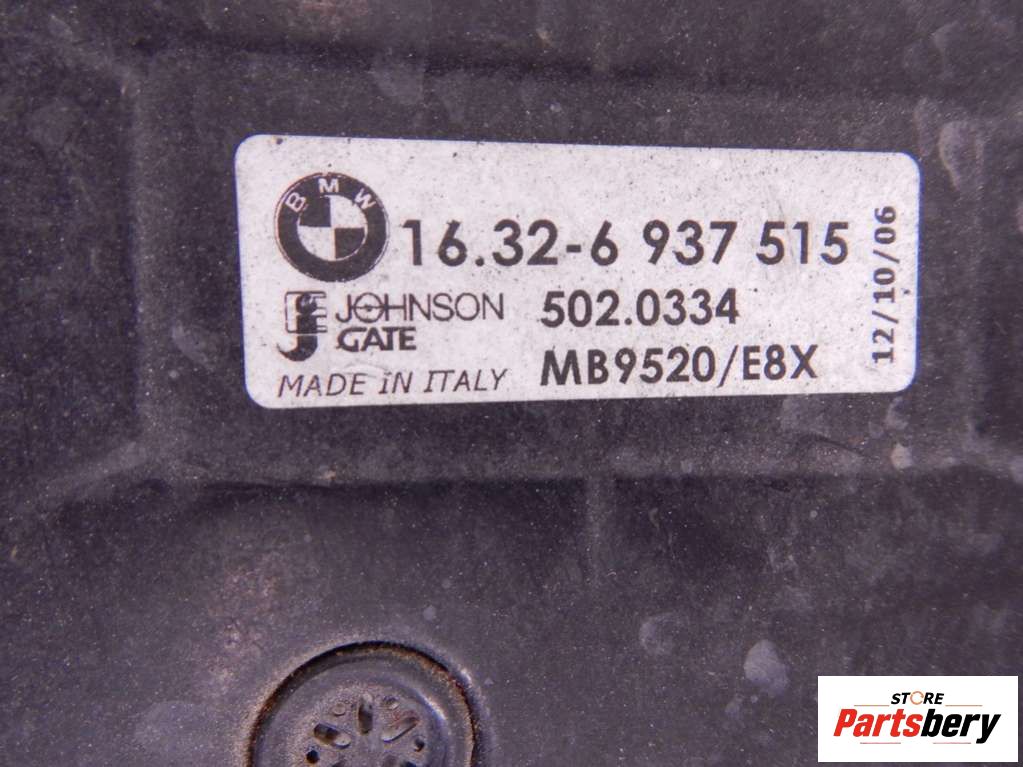 BMW
16.32-6 937 515
JOHNSON
GATE
502.0334
MADE IN ITALY
MB9520/E8X
12/10/06
STORE
Partsbery